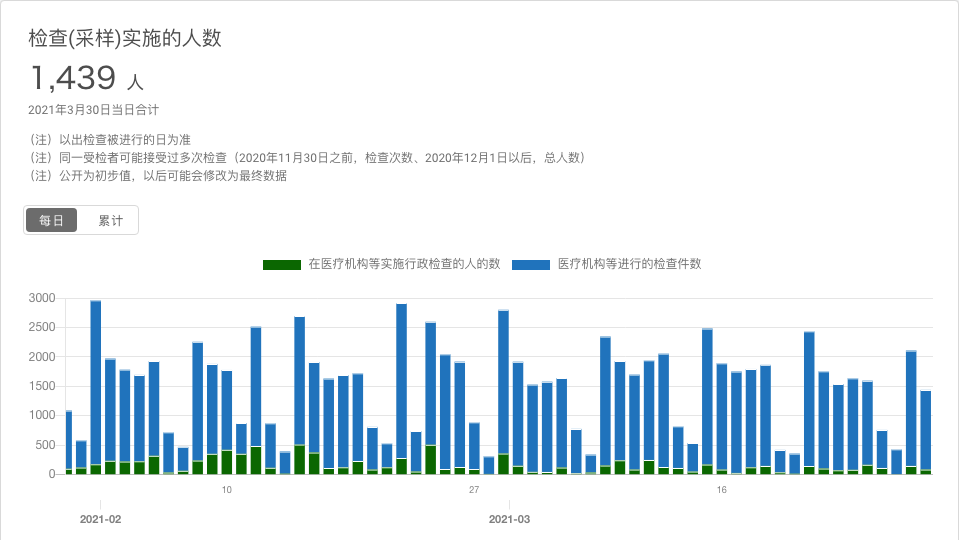 检查(采样)实施的人数
1,439 人
2021年3月30日当日合计
（注）以出检查被进行的日为准
（注）同一受检者可能接受过多次检查（2020年11月30日之前，检查次数、2020年12月1日以后，总人数）
（注）公开为初步值，以后可能会修改为最终数据
每日 累计
在医疗机构等实施行政检查的人的数 医疗机构等进行的检查件数
3000
2500
2000
1500
1000
500
0
10 27 16
2021-02 2021-03